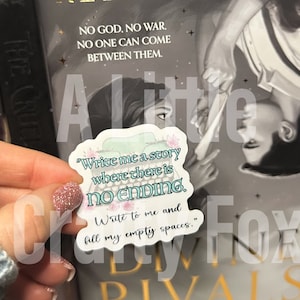 NO GOD. NO WAR.
NO ONE CAN COME
BETWEEN THEM.
A Little
"Write me a story
where there is
NO ENDING.
Write to me and
fill my empty spaces.
Crafty Fox
DIVINE
RIVALS